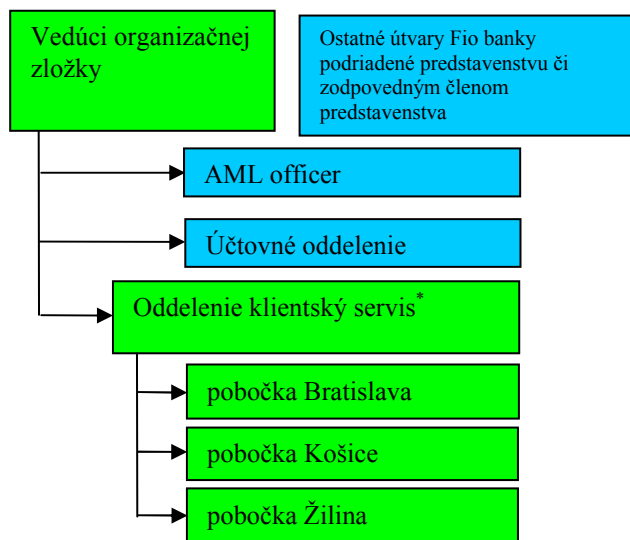 Vedúci organizačnej
zložky
Ostatné útvary Fio banky
podriadené predstavenstvu či
zodpovedným členom
predstavenstva
AML officer
Účtovné oddelenie
Oddelenie klientský servis*
pobočka Bratislava
pobočka Košice
pobočka Žilina